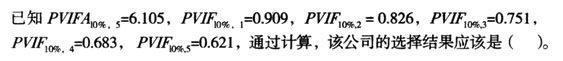 已知 PVIFA10%，5=6.105，PVIF10%，1=0.909，PVIF10%,2 = 0.826，PVIF10%,3=0.751，
PVIF10%，4=0.683， PVIF10%,5=0.621，通过计算，该公司的选择结果应该是（ ）。